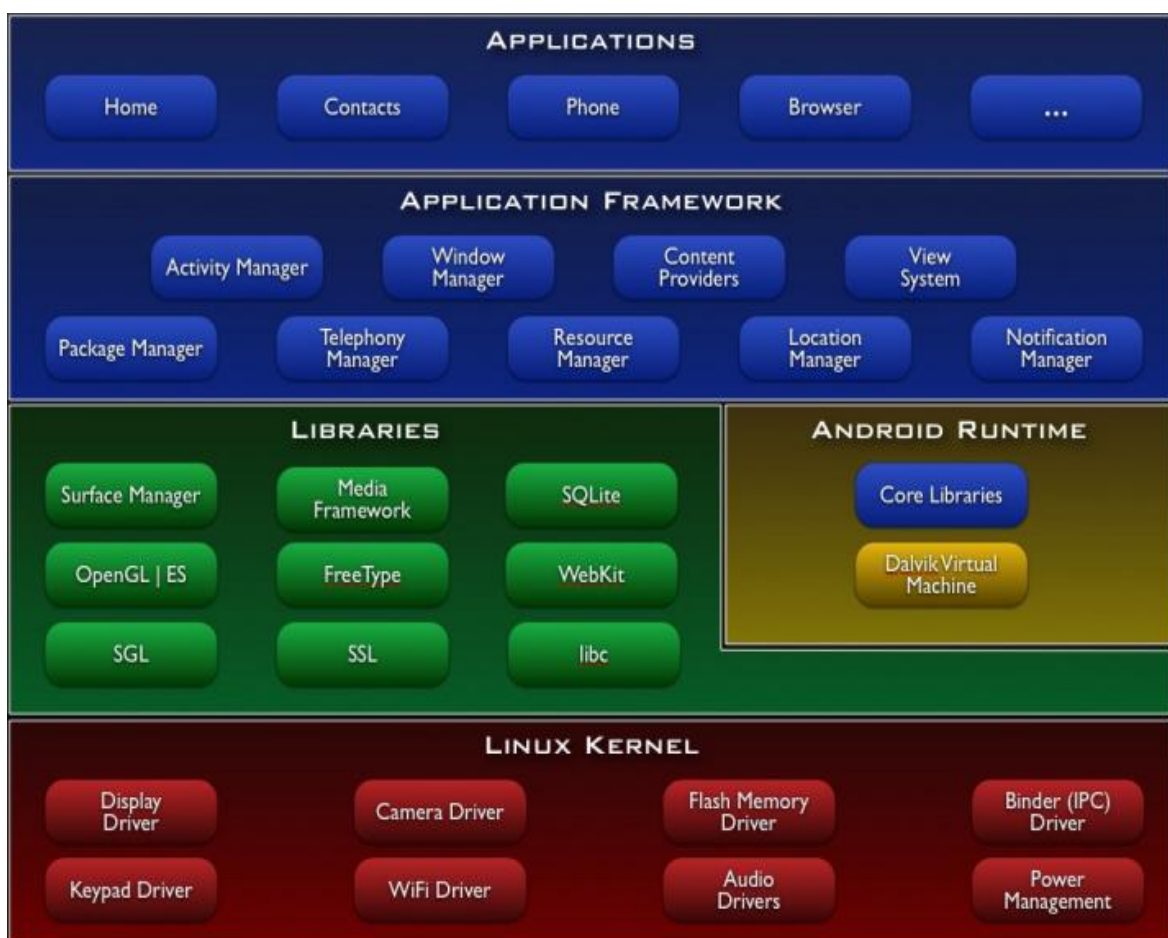 APPLICATIONS
Home
Contacts
Phone
Browser
...
APPLICATION FRAMEWORK
Activity Manager
Window
Manager
Content
Providers
View
System
Package Manager
Telephony
Manager
Resource
Manager
Location
Manager
Notification
Manager
LIBRARIES
Surface Manager
Media
Framework
SQLite
OpenGL | ES
FreeType
WebKit
SGL
SSL
libc
ANDROID RUNTIME
Core Libraries
Dalvik Virtual
Machine
LINUX KERNEL
Display
Driver
Camera Driver
Flash Memory
Driver
Binder (IPC)
Driver
Keypad Driver
WiFi Driver
Audio
Drivers
Power
Management